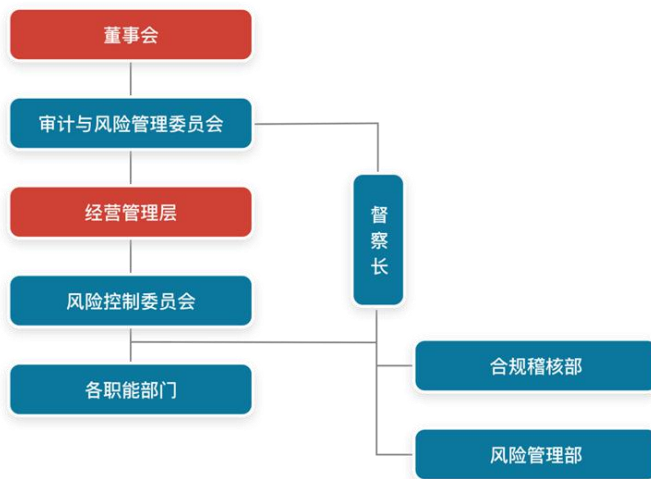 董事会
审计与风险管理委员会
经营管理层
督察长
风险控制委员会
合规稽核部
各职能部门
风险管理部